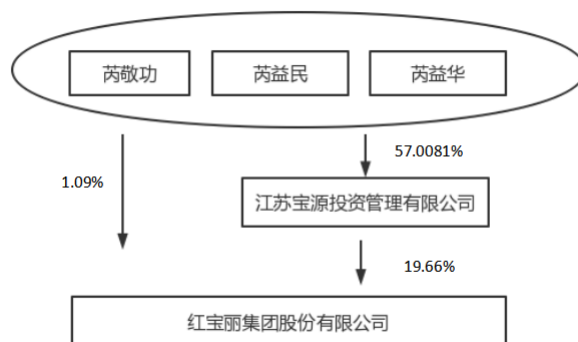 芮敬功
芮益民
芮益华
57.0081%
1.09%
江苏宝源投资管理有限公司
19.66%
红宝丽集团股份有限公司